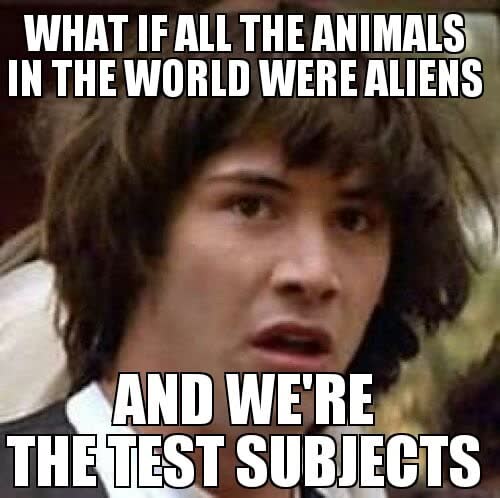 WHAT IF ALL THE ANIMALS
IN THE WORLD WERE ALIENS
AND WE'RE
THE TEST SUBJECTS